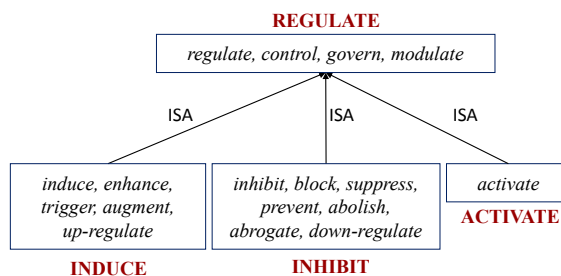 REGULATE
regulate, control, govern, modulate
ISA
ISA
ISA
induce, enhance,
trigger, augment,
up-regulate
INDUCE
inhibit, block, suppress,
prevent, abolish,
abrogate, down-regulate
INHIBIT
activate
ACTIVATE